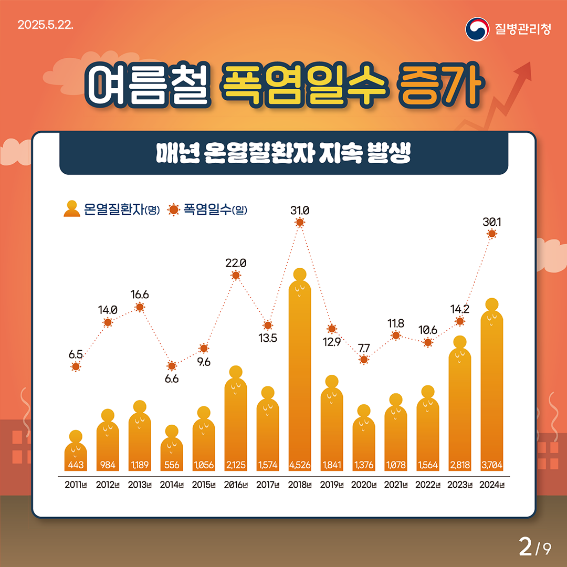 2025.5.22.
질병관리청
여름철 폭염일수 증가
매년 온열질환자 지속 발생
온열질환자(명) 폭염일수(일)
6.5 14.0 16.6 6.6 9.6 22.0 13.5 31.0 12.9 7.7 11.8 10.6 14.2 30.1
443 984 1,189 556 1,056 2,125 1,574 4,526 1,841 1,376 1,078 1,564 2,818 3,704
2011년 2012년 2013년 2014년 2015년 2016년 2017년 2018년 2019년 2020년 2021년 2022년 2023년 2024년
2/9